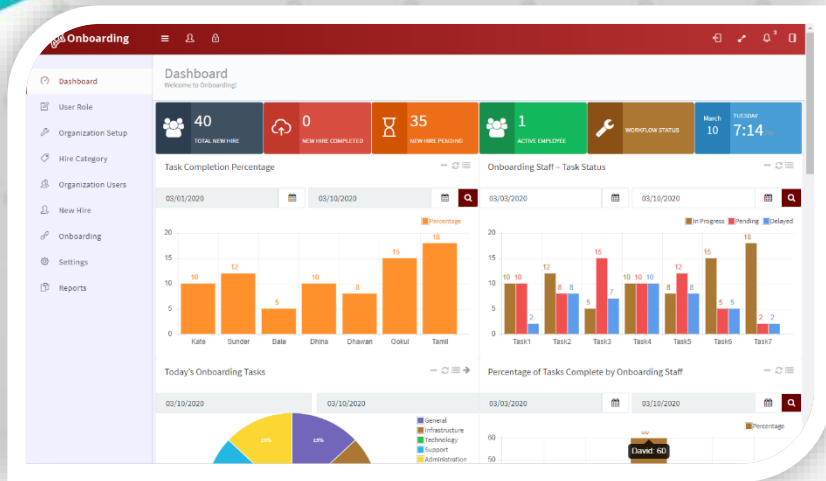 Onboarding
3
Dashboard
User Role
Organization Setup
Hire Category
Organization Users
New Hire
Onboarding
Settings
Reports
Dashboard
Welcome to Onboarding!
40
TOTAL NEW HIRE
0
NEW HIRE COMPLETED
35
NEW HIRE PENDING
1
ACTIVE EMPLOYEE
WORKFLOW STATUS
March
10
TUESDAY
7:14
Task Completion Percentage
03/01/2020
03/10/2020
Percentage
20
15
10
5
0
10
12
5
10
8
15
18
Kate Sunder Bala Dhina Dhawan Gokul Tamil
Onboarding Staff – Task Status
03/03/2020
03/10/2020
In Progress Pending Delayed
20
15
10
5
0
10 10 2
12 8 8
5 15 7
10 10 10
8 12 8
15 5 5
18 2 2
Task1 Task2 Task3 Task4 Task5 Task6 Task7
Today's Onboarding Tasks
03/10/2020
03/10/2020
General
Infrastructure
Technology
Support
Administration
Percentage of Tasks Complete by Onboarding Staff
03/03/2020
03/10/2020
Percentage
60
50
David: 60